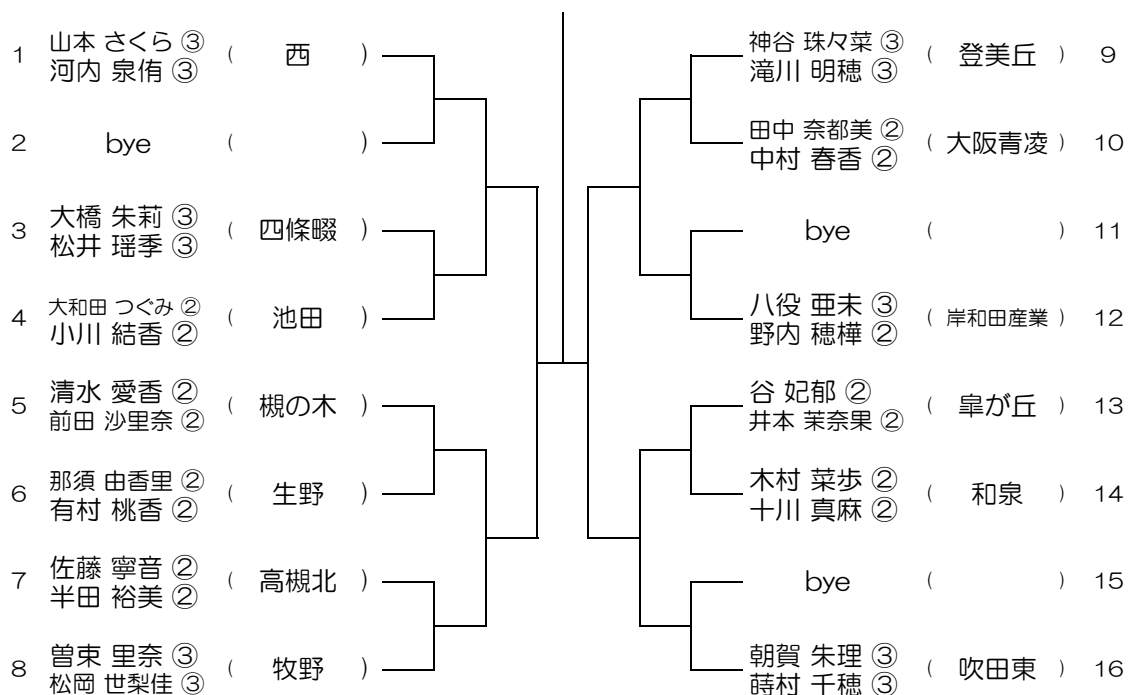 1 山本 さくら ③ ( 西 )
河内 泉侑 ③
2 bye ( )
3 大橋 朱莉 ③ ( 四條畷 )
松井 瑶季 ③
4 大和田 つぐみ ② ( 池田 )
小川 結香 ②
5 清水 愛香 ② ( 槻の木 )
前田 沙里奈 ②
6 那須 由香里 ② ( 生野 )
有村 桃香 ②
7 佐藤 寧音 ② ( 高槻北 )
半田 裕美 ②
8 曽束 里奈 ③ ( 牧野 )
松岡 世梨佳 ③
神谷 珠々菜 ③ ( 登美丘 ) 9
滝川 明穂 ③
田中 奈都美 ② ( 大阪青凌 ) 10
中村 春香 ②
bye ( ) 11
八役 亜未 ③ ( 岸和田産業 ) 12
野内 穂樺 ②
谷 妃郁 ② ( 皐が丘 ) 13
井本 茉奈果 ②
木村 菜歩 ② ( 和泉 ) 14
十川 真麻 ②
bye ( ) 15
朝賀 朱理 ③ ( 吹田東 ) 16
蒔村 千穂 ③